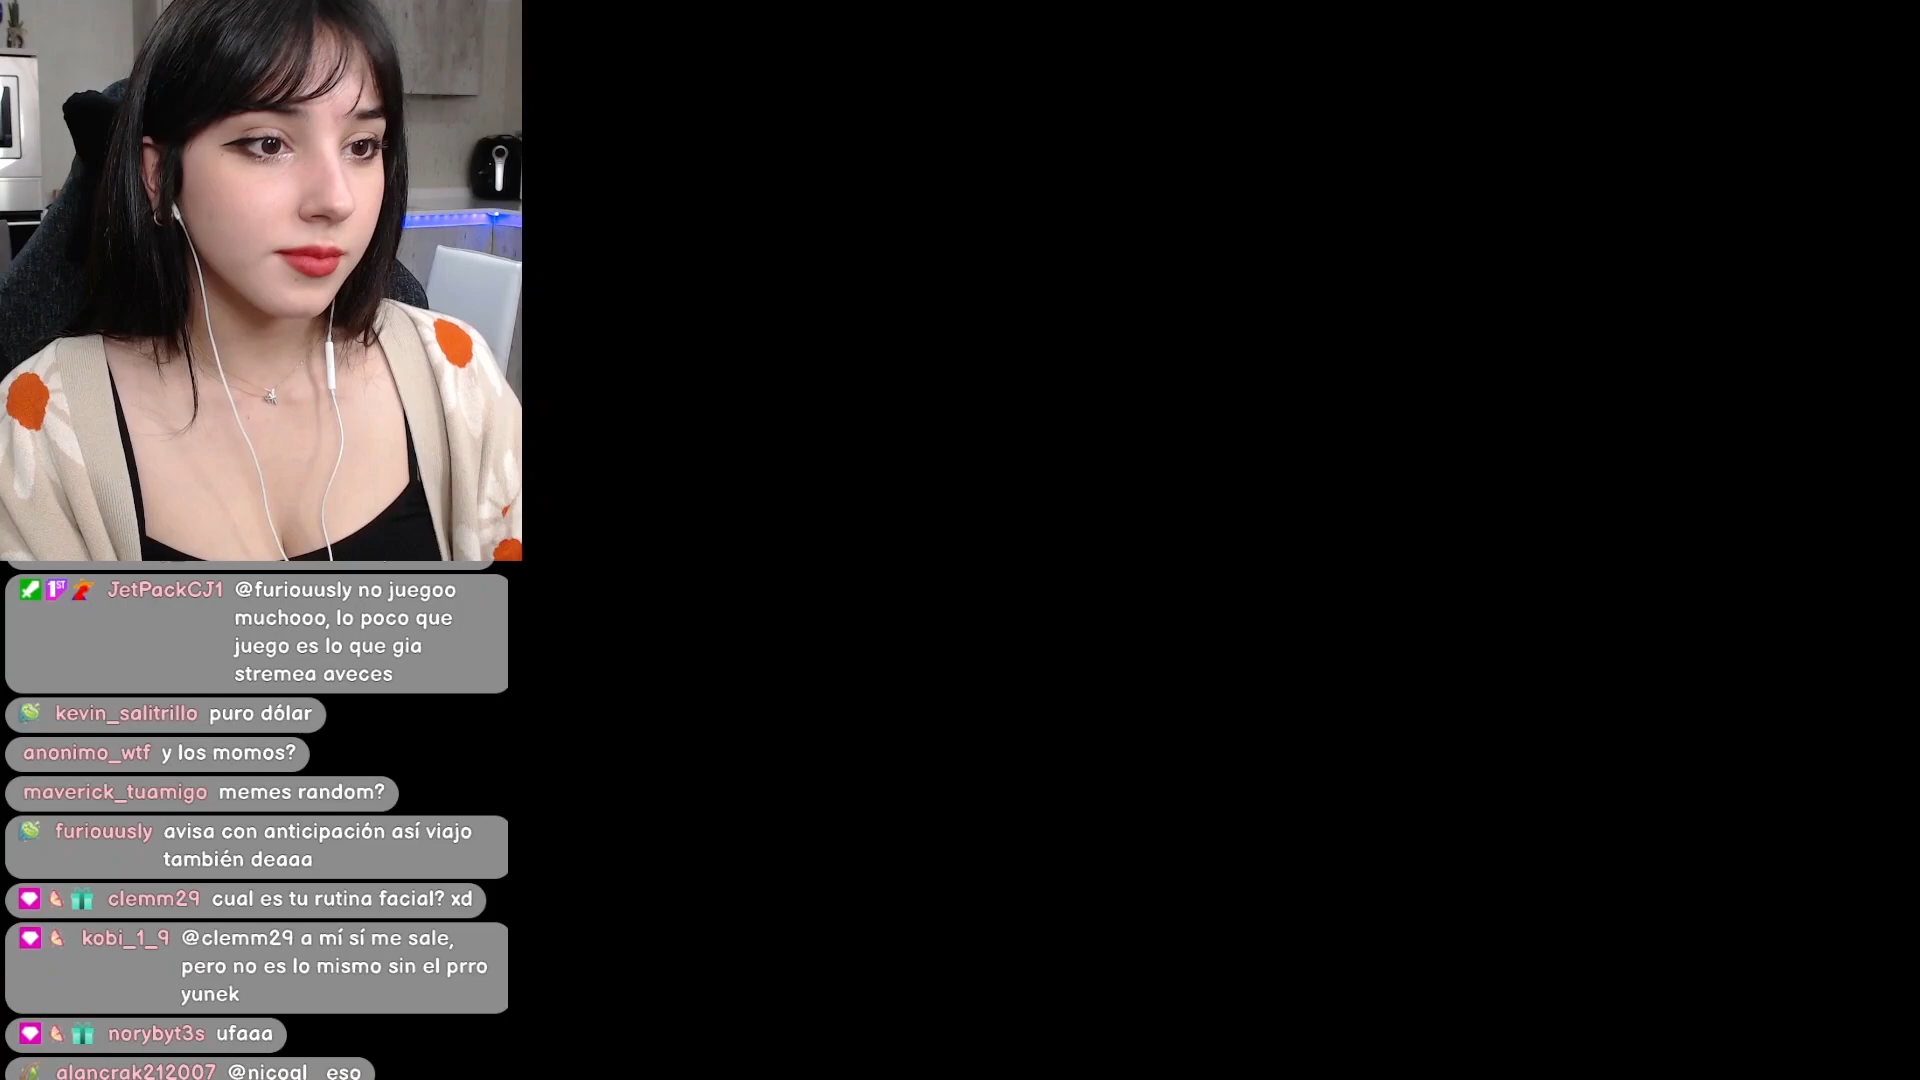 JetPackCJ1 @furiouusly no juegoo
muchooo, lo poco que
juego es lo que gia
stremea aveces
kevin_salitrillo puro dólar
anonimo_wtf y los momos?
maverick_tuamigo memes random?
furiouusly avisa con anticipación así viajo
también deaaa
clemm29 cual es tu rutina facial? xd
kobi_1_9 @clemm29 a mí sí me sale,
pero no es lo mismo sin el prro
yunek
norybyt3s ufaaa
alancrak212007 @nicoal_ eso